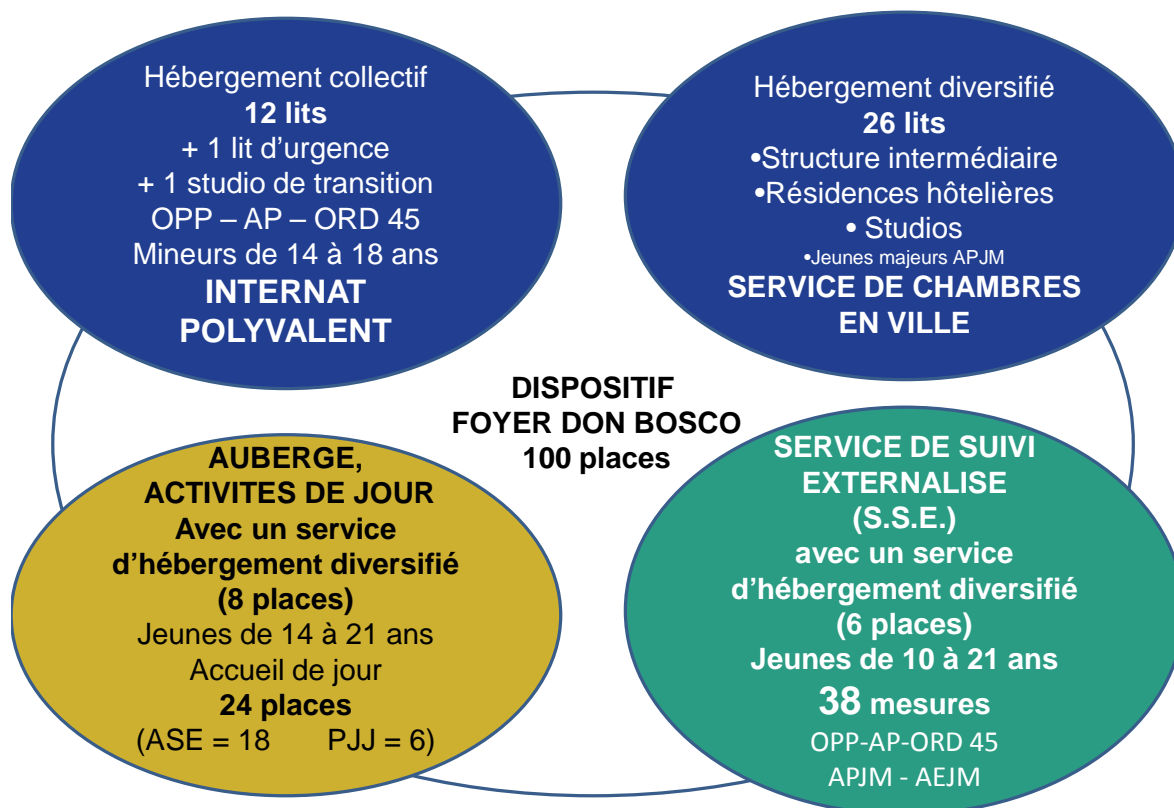 Hébergement collectif
12 lits
+ 1 lit d’urgence
+ 1 studio de transition
OPP – AP – ORD 45
Mineurs de 14 à 18 ans
INTERNAT
POLYVALENT
Hébergement diversifié
26 lits
•Structure intermédiaire
•Résidences hôtelières
• Studios
•Jeunes majeurs APJM
SERVICE DE CHAMBRES
EN VILLE
DISPOSITIF
FOYER DON BOSCO
100 places
AUBERGE,
ACTIVITES DE JOUR
Avec un service
d’hébergement diversifié
(8 places)
Jeunes de 14 à 21 ans
Accueil de jour
24 places
(ASE = 18 PJJ = 6)
SERVICE DE SUIVI
EXTERNALISE
(S.S.E.)
avec un service
d’hébergement diversifié
(6 places)
Jeunes de 10 à 21 ans
38 mesures
OPP-AP-ORD 45
APJM - AEJM